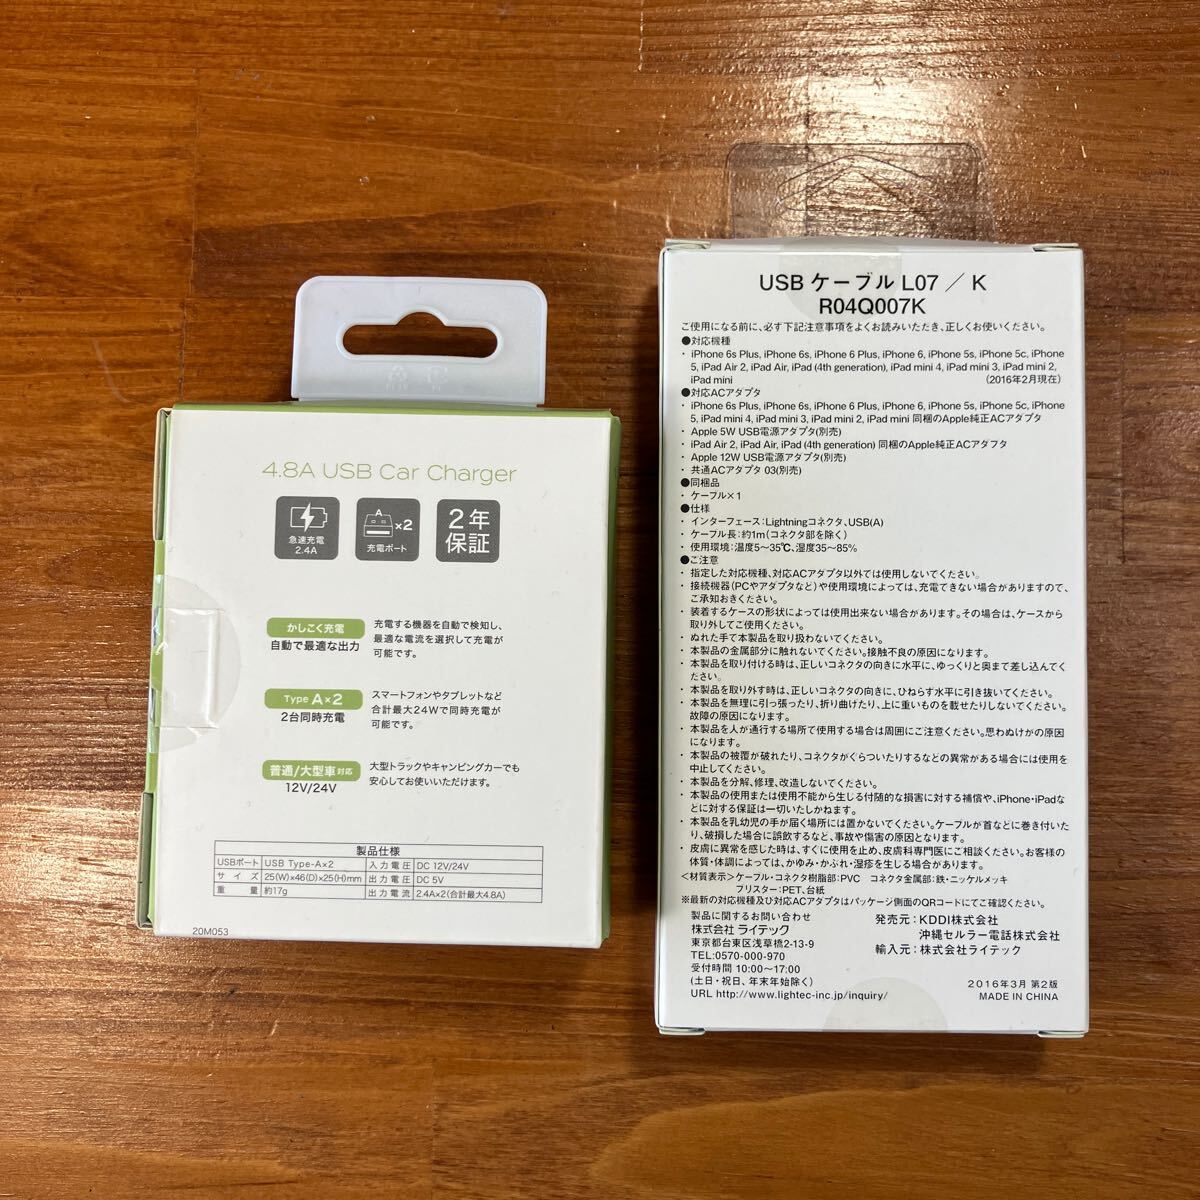 4.8A USB Car Charger
急速充電
2.4A
A
×2
充電ポート
2年
保証
かしこく充電
自動で最適な出力
充電する機器を自動で検知し、
最適な電流を選択して充電が
可能です。
Type A×2
2台同時充電
スマートフォンやタブレットなど
合計最大24Wで同時充電が
可能です。
普通/大型車対応
12V/24V
大型トラックやキャンピングカーでも
安心してお使いいただけます。
製品仕様
USBポート USB Type-A×2 入力電圧 DC 12V/24V
サイズ 25(W)×46(D)×25(H)mm 出力電圧 DC 5V
重量 約17g 出力電流 2.4A×2(合計最大4.8A)
20M053
USB ケーブル L07 ／ K
R04Q007K
ご使用になる前に、必ず下記注意事項をよくお読みいただき、正しくお使いください。
●対応機種
・ iPhone 6s Plus, iPhone 6s, iPhone 6 Plus, iPhone 6, iPhone 5s, iPhone 5c, iPhone
5, iPad Air 2, iPad Air, iPad (4th generation), iPad mini 4, iPad mini 3, iPad mini 2,
iPad mini （2016年2月現在）
●対応ACアダプタ
・ iPhone 6s Plus, iPhone 6s, iPhone 6 Plus, iPhone 6, iPhone 5s, iPhone 5c, iPhone
5, iPad mini 4, iPad mini 3, iPad mini 2, iPad mini 同梱のApple純正ACアダプタ
・ Apple 5W USB電源アダプタ(別売)
・ iPad Air 2, iPad Air, iPad (4th generation) 同梱のApple純正ACアダプタ
・ Apple 12W USB電源アダプタ(別売)
・ 共通ACアダプタ 03(別売)
●同梱品
・ ケーブル×1
●仕様
・ インターフェース：Lightningコネクタ、USB(A)
・ ケーブル長：約1m（コネクタ部を除く）
・ 使用環境：温度5～35℃、湿度35～85%
●ご注意
・ 指定した対応機種、対応ACアダプタ以外では使用しないでください。
・ 接続機器（PCやアダプタなど）や使用環境によっては、充電できない場合がありますので、
ご承知おきください。
・ 装着するケースの形状によっては使用出来ない場合があります。その場合は、ケースから
取り外してご使用ください。
・ ぬれた手で本製品を取り扱わないでください。
・ 本製品の金属部分に触れないでください。接触不良の原因になります。
・ 本製品を取り付ける時は、正しいコネクタの向きに水平に、ゆっくりと奥まで差し込んでく
ださい。
・ 本製品を取り外す時は、正しいコネクタの向きに、ひねらず水平に引き抜いてください。
・ 本製品を無理に引っ張ったり、折り曲げたり、上に重いものを載せたりしないでください。
故障の原因になります。
・ 本製品を人が通行する場所で使用する場合は周囲にご注意ください。思わぬけがの原因
になります。
・ 本製品の被覆が破れたり、コネクタがぐらついたりするなどの異常がある場合には使用を
中止してください。
・ 本製品を分解、修理、改造しないでください。
・ 本製品の使用または使用不能から生じる付随的な損害に対する補償や、iPhone・iPadな
どに対する保証は一切いたしかねます。
・ 本製品を乳幼児の手が届く場所には置かないでください。ケーブルが首などに巻き付いた
り、破損した場合に誤飲するなど、事故や傷害の原因となります。
・ 皮膚に異常を感じた時は、すぐに使用を止め、皮膚科専門医にご相談ください。お客様の
体質・体調によっては、かゆみ・かぶれ・湿疹を生じる場合があります。
＜材質表示＞ケーブル・コネクタ樹脂部：PVC コネクタ金属部：鉄・ニッケルメッキ
ブリスター：PET、台紙
※最新の対応機種及び対応ACアダプタはパッケージ側面のQRコードにてご確認ください。
製品に関するお問い合わせ
株式会社 ライテック
東京都台東区浅草橋2-13-9
TEL:0570-000-970
受付時間 10:00～17:00
(土日・祝日、年末年始除く)
URL http://www.lightec-inc.jp/inquiry/
発売元：KDDI株式会社
沖縄セルラー電話株式会社
輸入元：株式会社ライテック
2016年3月 第2版
MADE IN CHINA